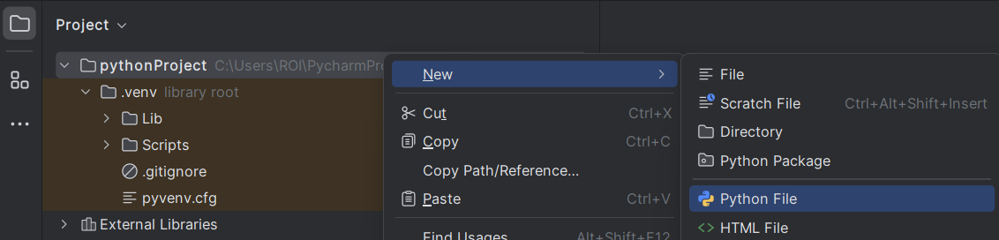 Project
pythonProject C:\Users\ROI\PycharmPr
.venv library root
Lib
Scripts
.gitignore
pyvenv.cfg
External Libraries
New
Cut Ctrl+X
Copy Ctrl+C
Copy Path/Reference...
Paste Ctrl+V
Find Usages Alt+Shift+F12
File
Scratch File Ctrl+Alt+Shift+Insert
Directory
Python Package
Python File
HTML File